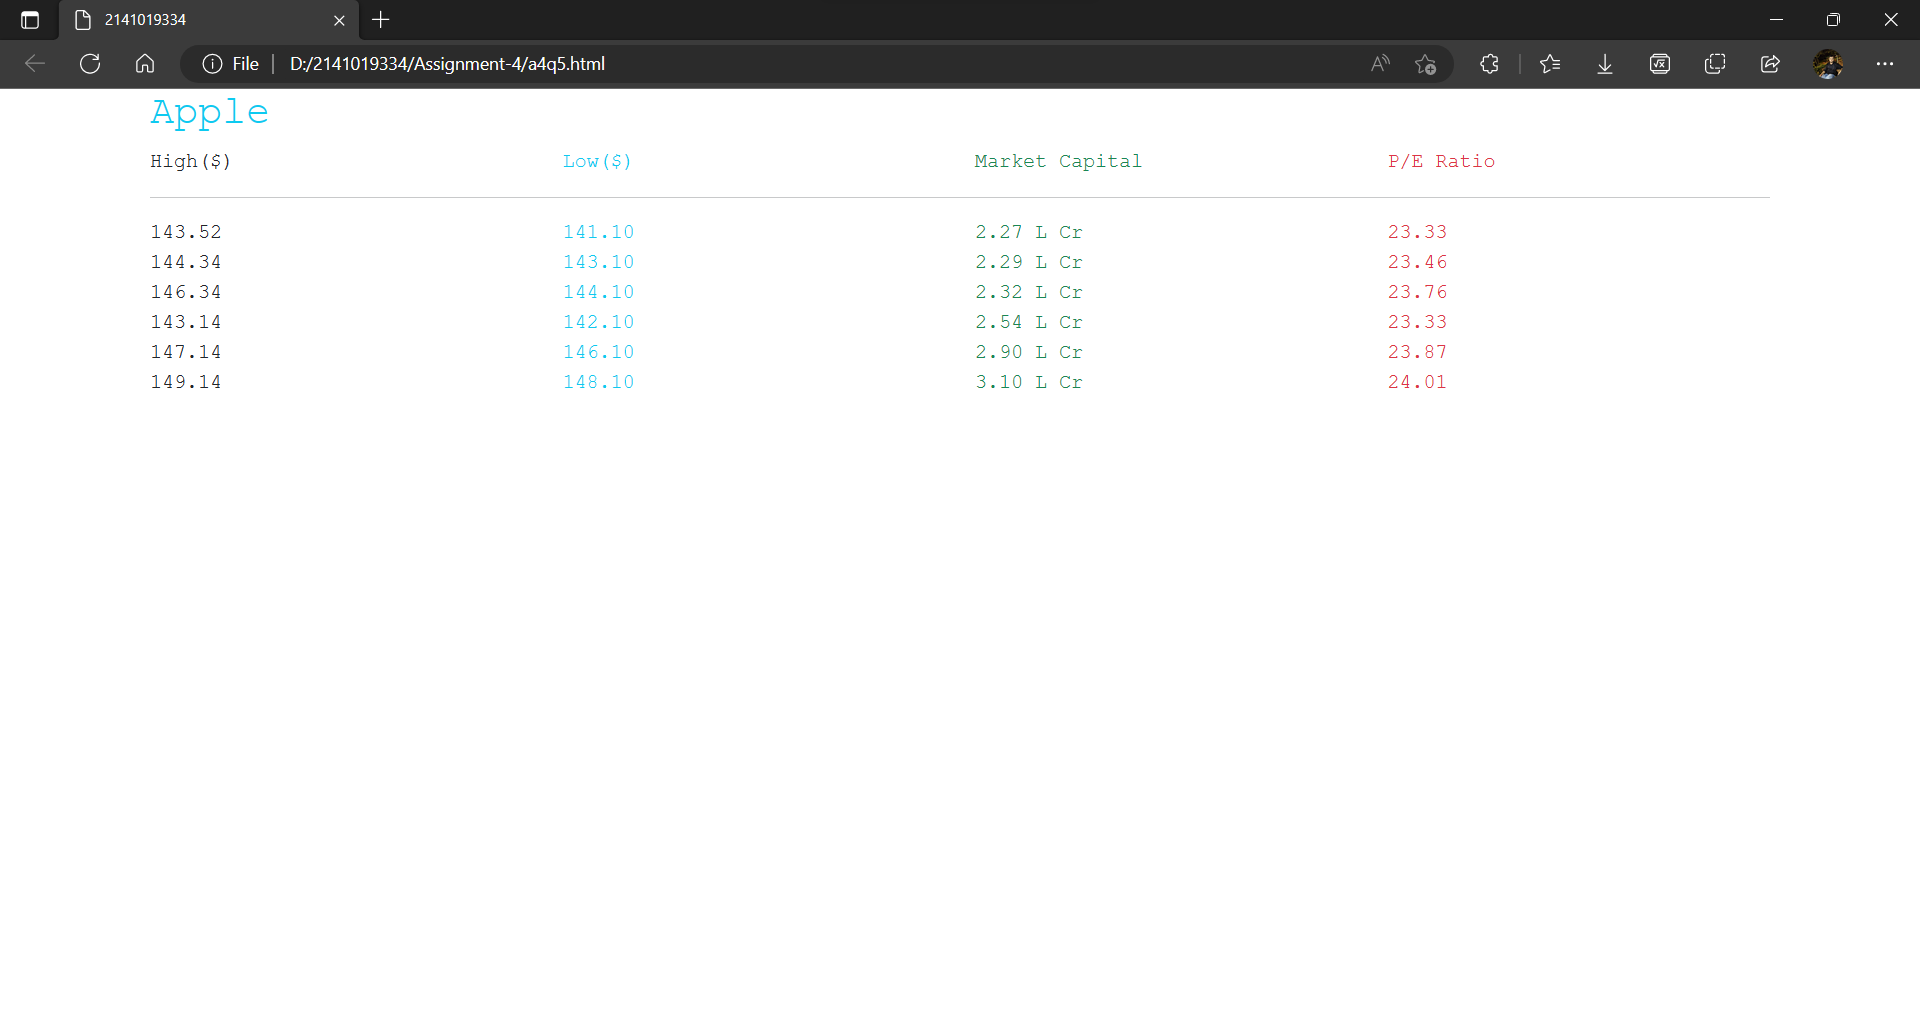 2141019334
File D:/2141019334/Assignment-4/a4q5.html
Apple
High($) Low($) Market Capital P/E Ratio
143.52 141.10 2.27 L Cr 23.33
144.34 143.10 2.29 L Cr 23.46
146.34 144.10 2.32 L Cr 23.76
143.14 142.10 2.54 L Cr 23.33
147.14 146.10 2.90 L Cr 23.87
149.14 148.10 3.10 L Cr 24.01